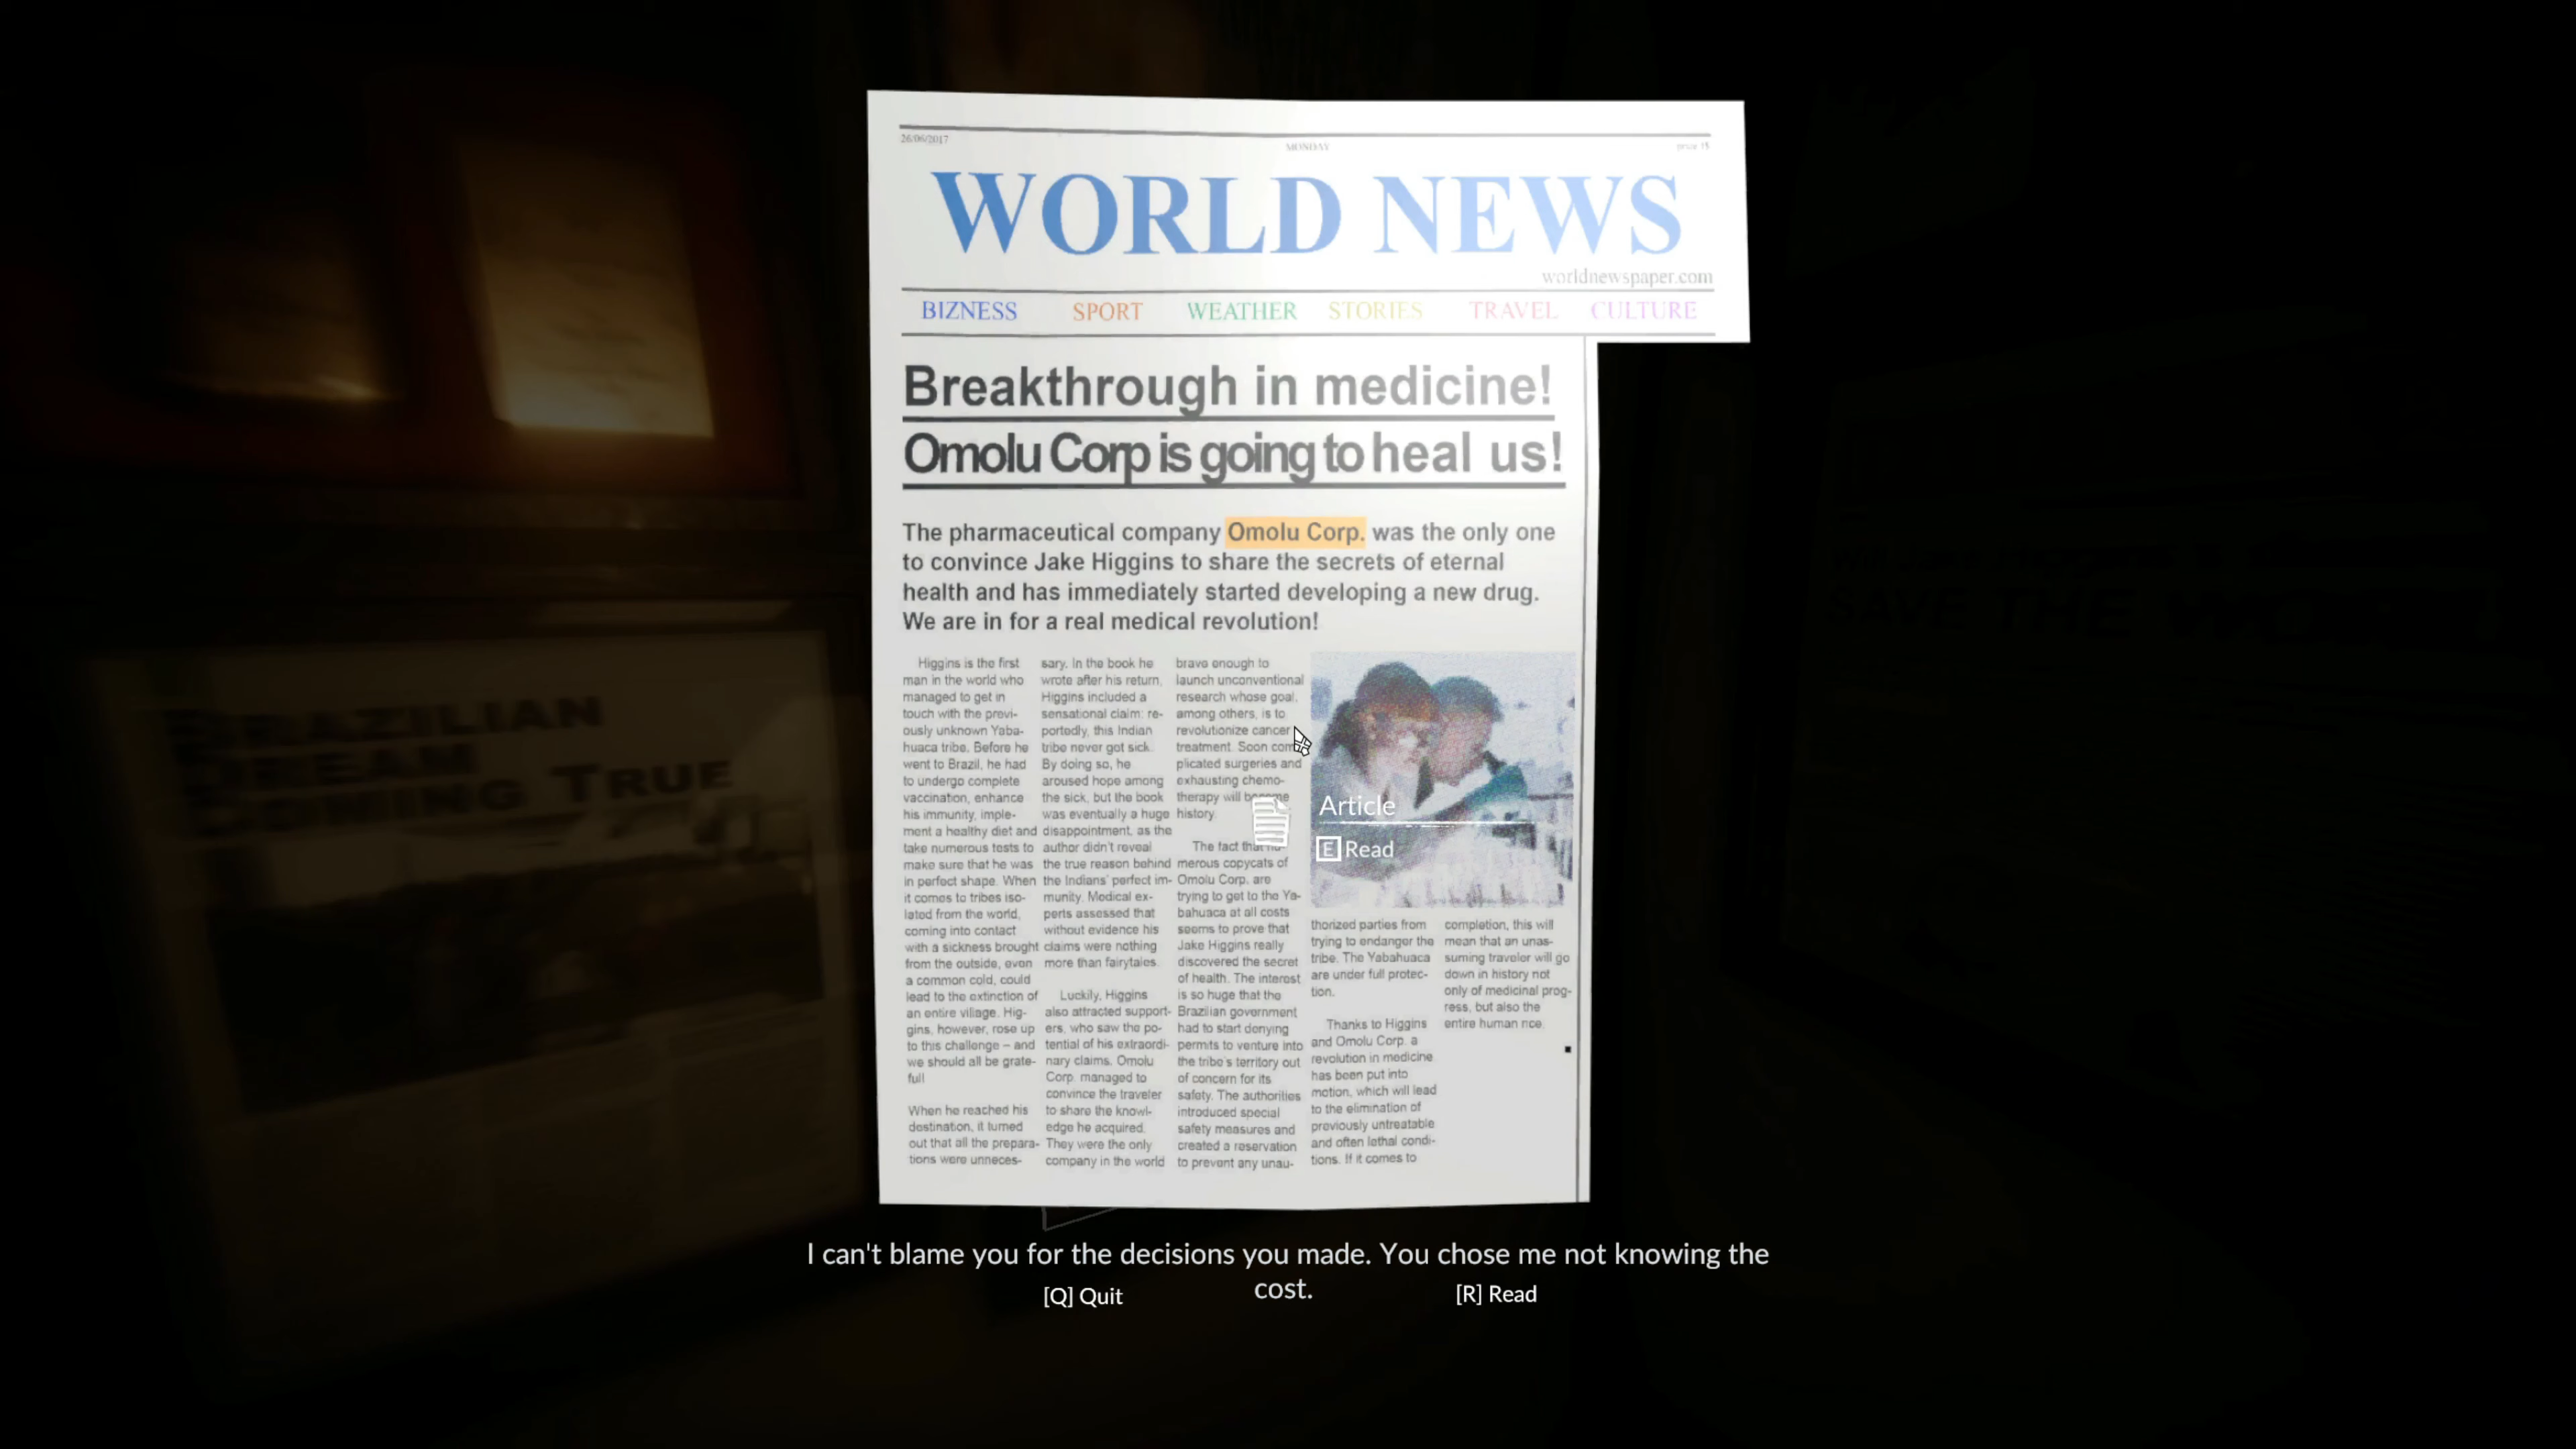 26/06/2017
MONDAY
price 1$
WORLD NEWS
worldnewspaper.com
BIZNESS SPORT WEATHER STORIES TRAVEL CULTURE
Breakthrough in medicine!
Omolu Corp is going to heal us!
The pharmaceutical company Omolu Corp. was the only one
to convince Jake Higgins to share the secrets of eternal
health and has immediately started developing a new drug.
We are in for a real medical revolution!
Higgins is the first
man in the world who
managed to get in
touch with the previ-
ously unknown Yaba-
huaca tribe. Before he
went to Brazil, he had
to undergo complete
vaccination, enhance
his immunity, imple-
ment a healthy diet and
take numerous tests to
make sure that he was
in perfect shape. When
it comes to tribes iso-
lated from the world,
coming into contact
with a sickness brought
from the outside, even
a common cold, could
lead to the extinction of
an entire village. Hig-
gins, however, rose up
to this challenge – and
we should all be grate-
full
When he reached his
destination, it turned
out that all the prepara-
tions were unneces-
sary. In the book he
wrote after his return,
Higgins included a
sensational claim: re-
portedly, this Indian
tribe never got sick.
By doing so, he
aroused hope among
the sick, but the book
was eventually a huge
disappointment, as the
author didn't reveal
the true reason behind
the Indians' perfect im-
munity. Medical ex-
perts assessed that
without evidence his
claims were nothing
more than fairytales.
Luckily, Higgins
also attracted support-
ers, who saw the po-
tential of his extraordi-
nary claims. Omolu
Corp. managed to
convince the traveler
to share the knowl-
edge he acquired.
They were the only
company in the world
brave enough to
launch unconventional
research whose goal,
among others, is to
revolutionize cancer
treatment. Soon com-
plicated surgeries and
exhausting chemo-
therapy will become
history.
The fact that nu-
merous copycats of
Omolu Corp. are
trying to get to the Ya-
bahuaca at all costs
seems to prove that
Jake Higgins really
discovered the secret
of health. The interest
is so huge that the
Brazilian government
had to start denying
permits to venture into
the tribe's territory out
of concern for its
safety. The authorities
introduced special
safety measures and
created a reservation
to prevent any unau-
thorized parties from
trying to endanger the
tribe. The Yabahuaca
are under full protec-
tion.
Thanks to Higgins
and Omolu Corp. a
revolution in medicine
has been put into
motion, which will lead
to the elimination of
previously untreatable
and often lethal condi-
tions. If it comes to
completion, this will
mean that an unas-
suming traveler will go
down in history not
only of medicinal prog-
ress, but also the
entire human rice.
Article
E Read
BRAZILIAN
DREAM
COMING TRUE
I can't blame you for the decisions you made. You chose me not knowing the
cost.
[Q] Quit
[R] Read